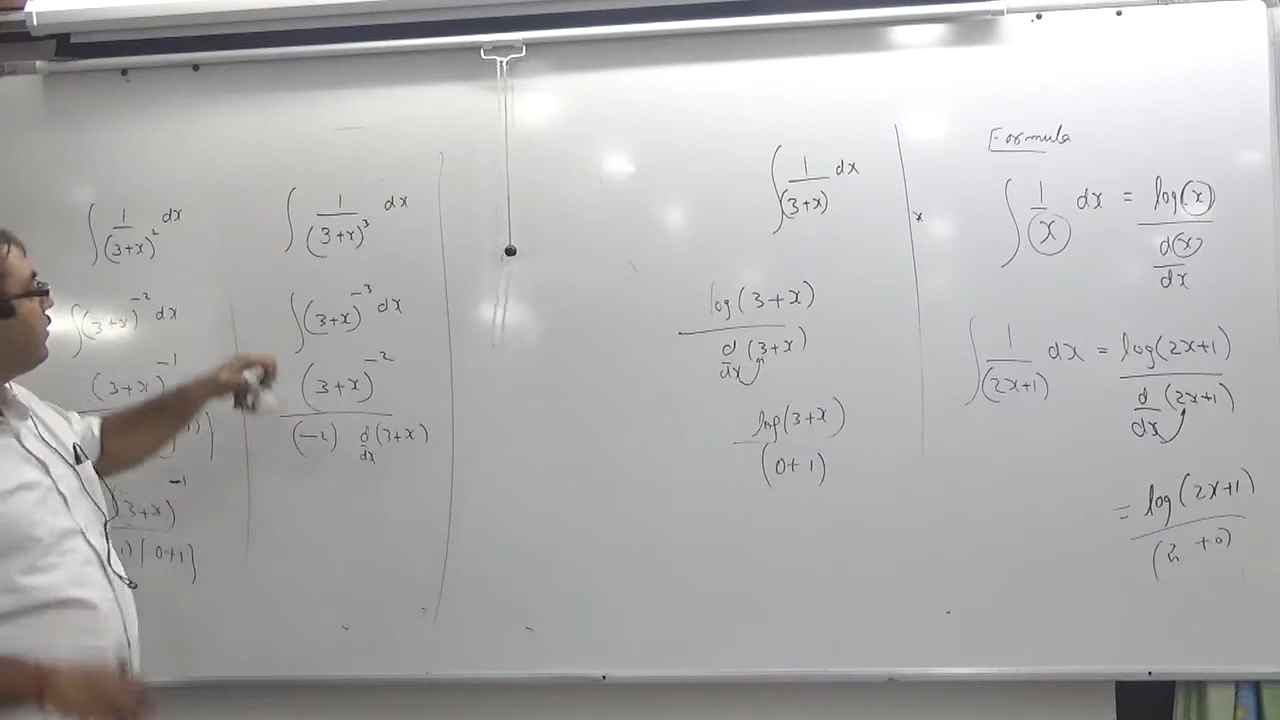 ∫ 1/(3+x)² dx
∫ (3+x)⁻² dx
(3+x)⁻¹
(3+x)⁻¹
(0+1)
∫ 1/(3+x)³ dx
∫ (3+x)⁻³ dx
(3+x)⁻²
(-2) d/dx (3+x)
∫ 1/(3+x) dx
log(3+x)
d/dx (3+x)
log(3+x)
(0+1)
Formula
∫ 1/x dx = log(x)
d(x)/dx
∫ 1/(2x+1) dx = log(2x+1)
d/dx (2x+1)
= log(2x+1)
(2+0)